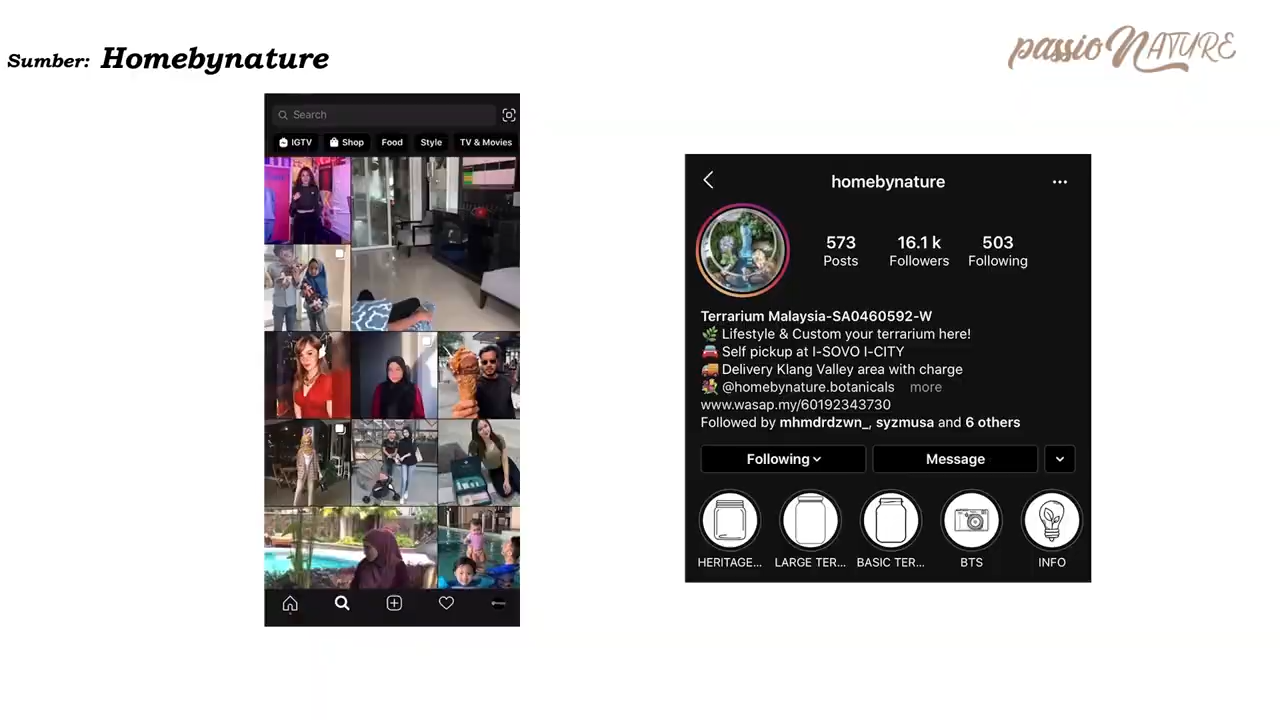 Sumber: Homebynature
passioNATURE
Search
IGTV
Shop
Food
Style
TV & Movies
homebynature
573
16.1 k
503
Posts
Followers
Following
Terrarium Malaysia-SA0460592-W
Lifestyle & Custom your terrarium here!
Self pickup at I-SOVO I-CITY
Delivery Klang Valley area with charge
@homebynature.botanicals more
www.wasap.my/60192343730
Followed by mhmdrdzwn_, syzmusa and 6 others
Following
Message
HERITAGE...
LARGE TER...
BASIC TER...
BTS
INFO